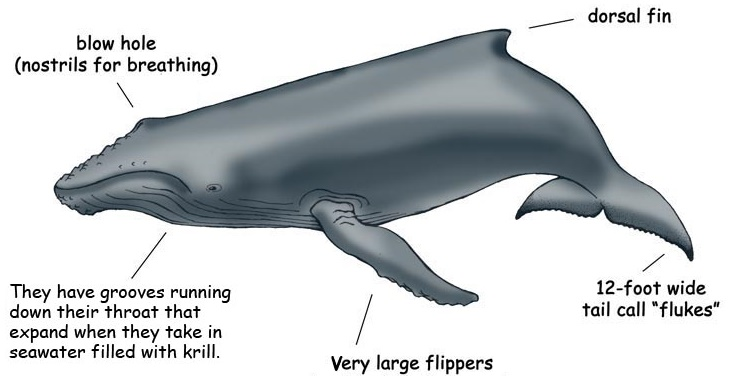 dorsal fin
blow hole
(nostrils for breathing)
They have grooves running
down their throat that
expand when they take in
seawater filled with krill.
12-foot wide
tail call “flukes”
Very large flippers